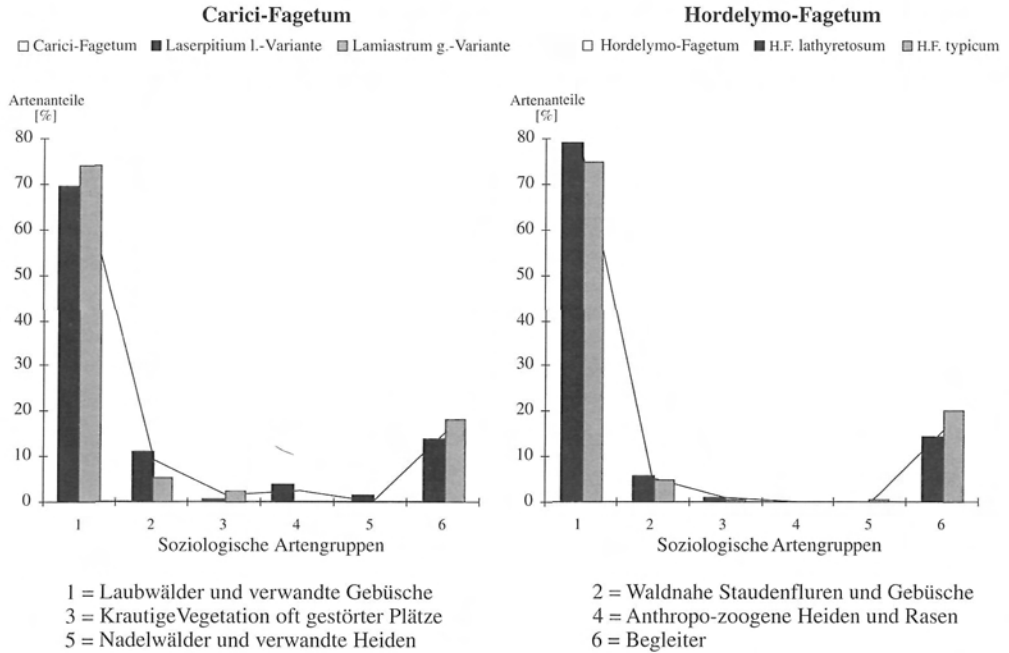 Carici-Fagetum
□ Carici-Fagetum ■ Laserpitium l.-Variante ■ Lamiastrum g.-Variante
Artenanteile
[%]
80
70
60
50
40
30
20
10
0
1 2 3 4 5 6
Soziologische Artengruppen
Hordelymo-Fagetum
□ Hordelymo-Fagetum ■ H.F. lathyretosum ■ H.F. typicum
Artenanteile
[%]
80
70
60
50
40
30
20
10
0
1 2 3 4 5 6
Soziologische Artengruppen
1 = Laubwälder und verwandte Gebüsche
2 = Waldnahe Staudenfluren und Gebüsche
3 = Krautige Vegetation oft gestörter Plätze
4 = Anthropo-zoogene Heiden und Rasen
5 = Nadelwälder und verwandte Heiden
6 = Begleiter